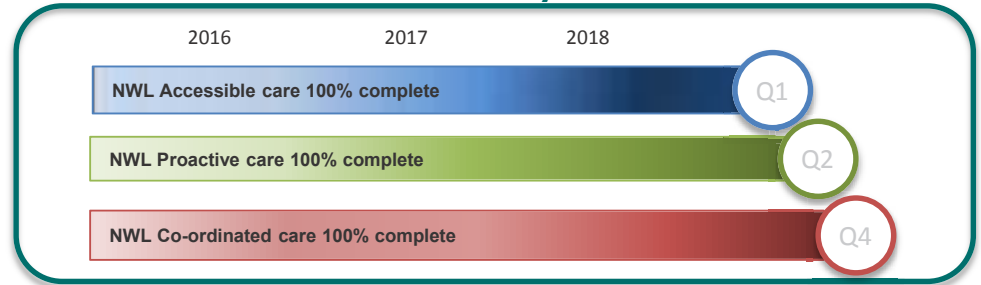 2016 2017 2018
NWL Accessible care 100% complete Q1
NWL Proactive care 100% complete Q2
NWL Co-ordinated care 100% complete Q4